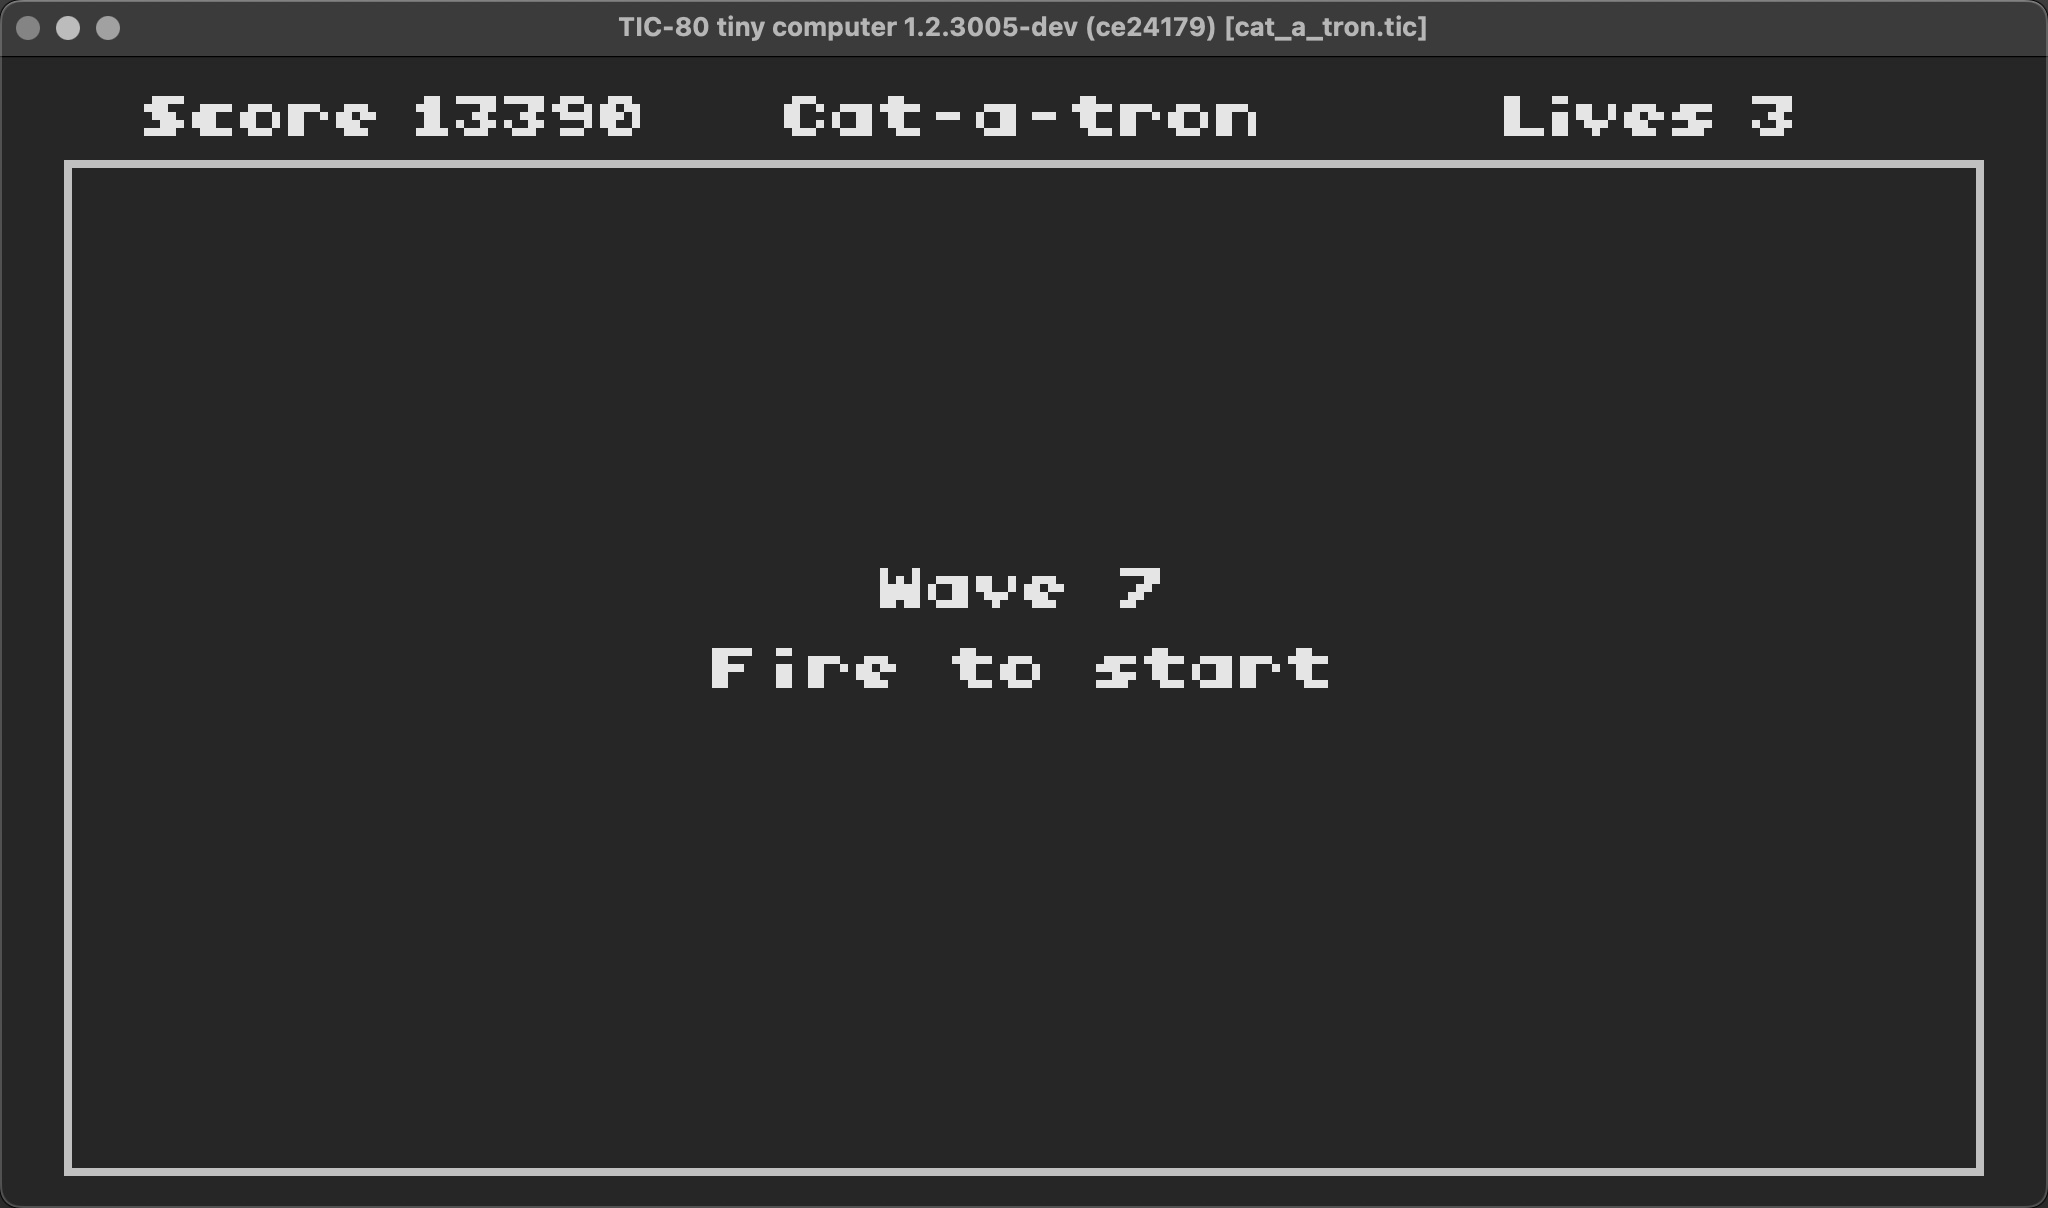 TIC-80 tiny computer 1.2.3005-dev (ce24179) [cat_a_tron.tic]
Score 13390 Cat-a-tron Lives 3
Wave 7
Fire to start